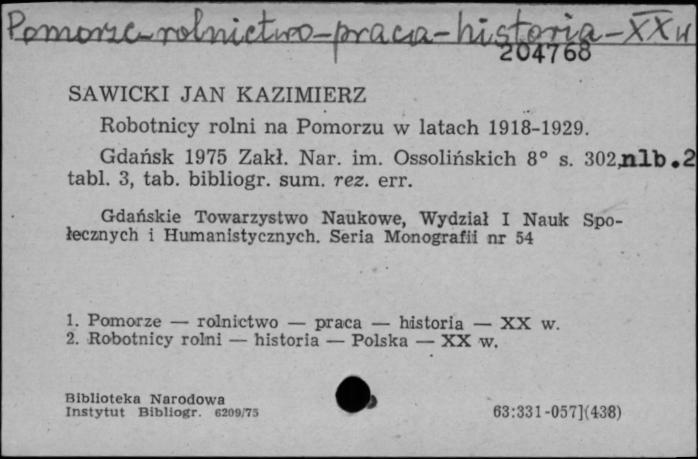 Pomorze-rolnictwo-praca-historia-XX w
204768
SAWICKI JAN KAZIMIERZ
Robotnicy rolni na Pomorzu w latach 1918-1929.
Gdańsk 1975 Zakł. Nar. im. Ossolińskich 8° s. 302,nlb.2
tabl. 3, tab. bibliogr. sum. rez. err.
Gdańskie Towarzystwo Naukowe, Wydział I Nauk Spo-
łecznych i Humanistycznych. Seria Monografii nr 54
1. Pomorze — rolnictwo — praca — historia — XX w.
2. Robotnicy rolni — historia — Polska — XX w.
Biblioteka Narodowa
Instytut Bibliogr. 6209/75
63:331-057](438)